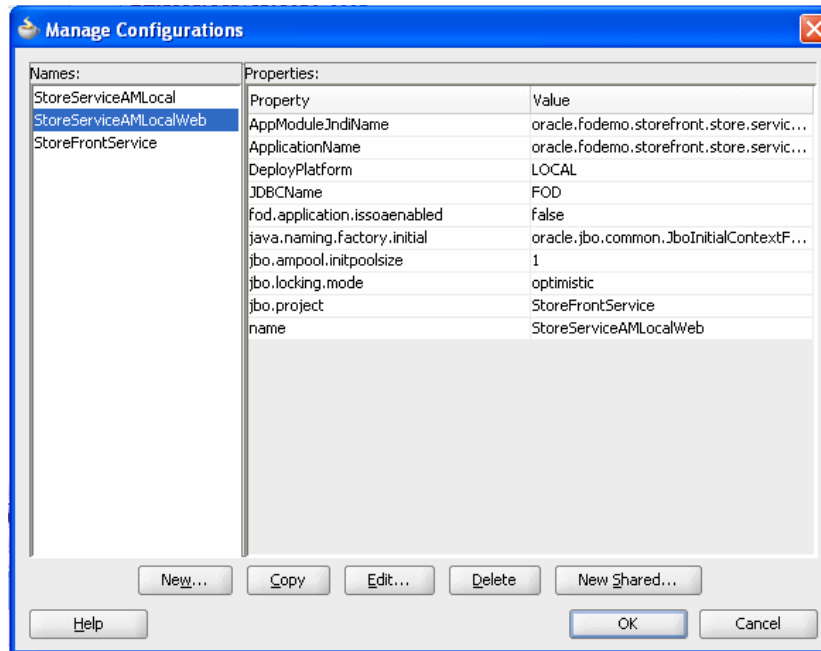 Manage Configurations
Names:
StoreServiceAMLocal
StoreServiceAMLocalWeb
StoreFrontService
Properties:
Property Value
AppModuleJndiName oracle.fodemo.storefront.store.servic...
ApplicationName oracle.fodemo.storefront.store.servic...
DeployPlatform LOCAL
JDBCName FOD
fod.application.issoaenabled false
java.naming.factory.initial oracle.jbo.common.JboInitialContextF...
jbo.ampool.initpoolsize 1
jbo.locking.mode optimistic
jbo.project StoreFrontService
name StoreServiceAMLocalWeb
New... Copy Edit... Delete New Shared...
Help OK Cancel